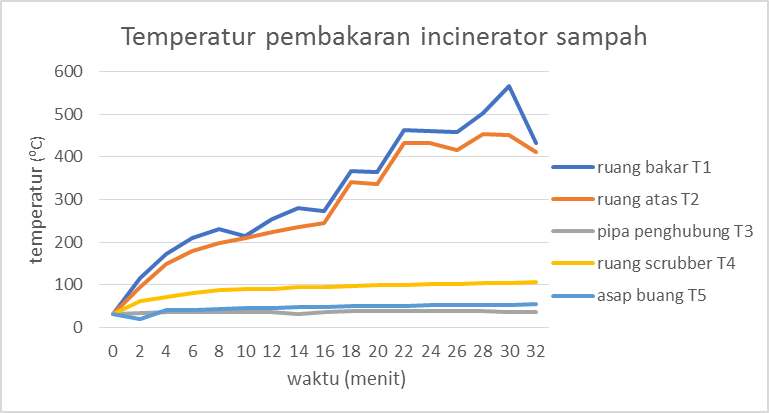 Temperatur pembakaran incinerator sampah
600
500
400
300
200
100
0
temperatur (⁰C)
0 2 4 6 8 10 12 14 16 18 20 22 24 26 28 30 32
waktu (menit)
ruang bakar T1
ruang atas T2
pipa penghubung T3
ruang scrubber T4
asap buang T5